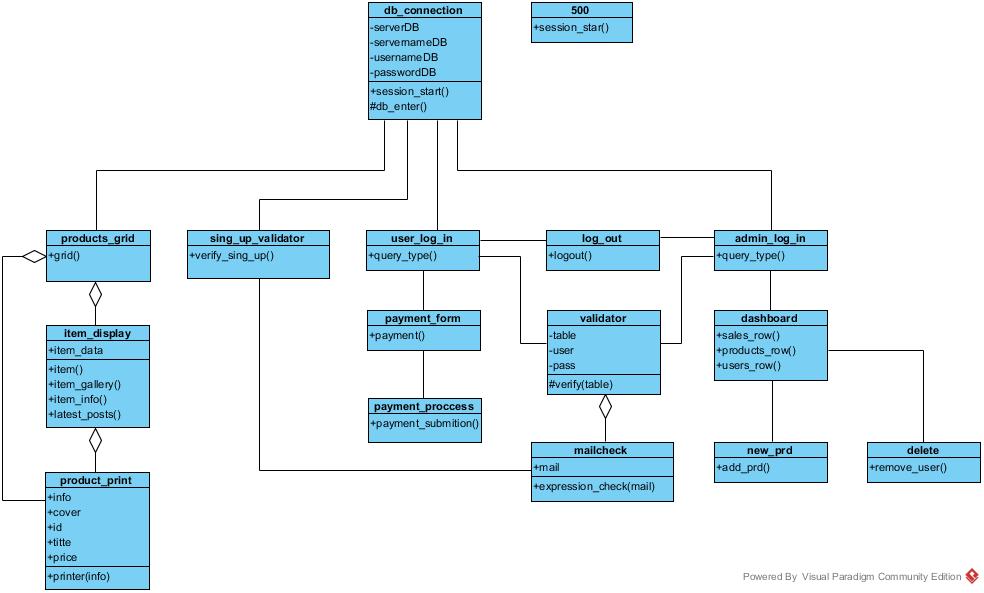 db_connection
-serverDB
-servernameDB
-usernameDB
-passwordDB
+session_start()
#db_enter()
500
+session_star()
products_grid
+grid()
sing_up_validator
+verify_sing_up()
user_log_in
+query_type()
log_out
+logout()
admin_log_in
+query_type()
item_display
+item_data
+item()
+item_gallery()
+item_info()
+latest_posts()
payment_form
+payment()
validator
-table
-user
-pass
#verify(table)
dashboard
+sales_row()
+products_row()
+users_row()
payment_proccess
+payment_submition()
product_print
+info
+cover
+id
+titte
+price
+printer(info)
mailcheck
+mail
+expression_check(mail)
new_prd
+add_prd()
delete
+remove_user()
Powered By Visual Paradigm Community Edition